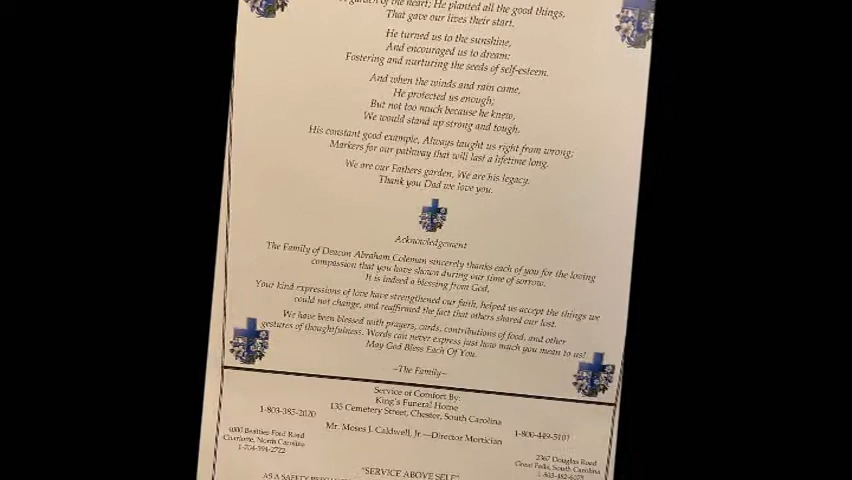 garden of the heart; He planted all the good things,
That gave our lives their start.
He turned us to the sunshine,
And encouraged us to dream:
Fostering and nurturing the seeds of self-esteem.
And when the winds and rain came,
He protected us enough;
But not too much because he knew,
We would stand up strong and tough.
His constant good example, Always taught us right from wrong;
Markers for our pathway that will last a lifetime long.
We are our Fathers garden, We are his legacy.
Thank you Dad we love you.
Acknowledgement
The Family of Deacon Abraham Coleman sincerely thanks each of you for the loving
compassion that you have shown during our time of sorrow.
It is indeed a blessing from God.
Your kind expressions of love have strengthened our faith, helped us accept the things we
could not change, and reaffirmed the fact that others shared our lost.
We have been blessed with prayers, cards, contributions of food, and other
gestures of thoughtfulness. Words can never express just how much you mean to us!
May God Bless Each Of You.
~The Family~
Service of Comfort By:
King's Funeral Home
135 Cemetery Street, Chester, South Carolina
1-803-385-2020
1-800-449-5107
Mr. Moses J. Caldwell, Jr.—Director Mortician
Beatties Ford Road
Charlotte, North Carolina
1-704-394-2722
2367 Douglas Road
Great Falls, South Carolina
"SERVICE ABOVE SELF"
AS A SAFETY